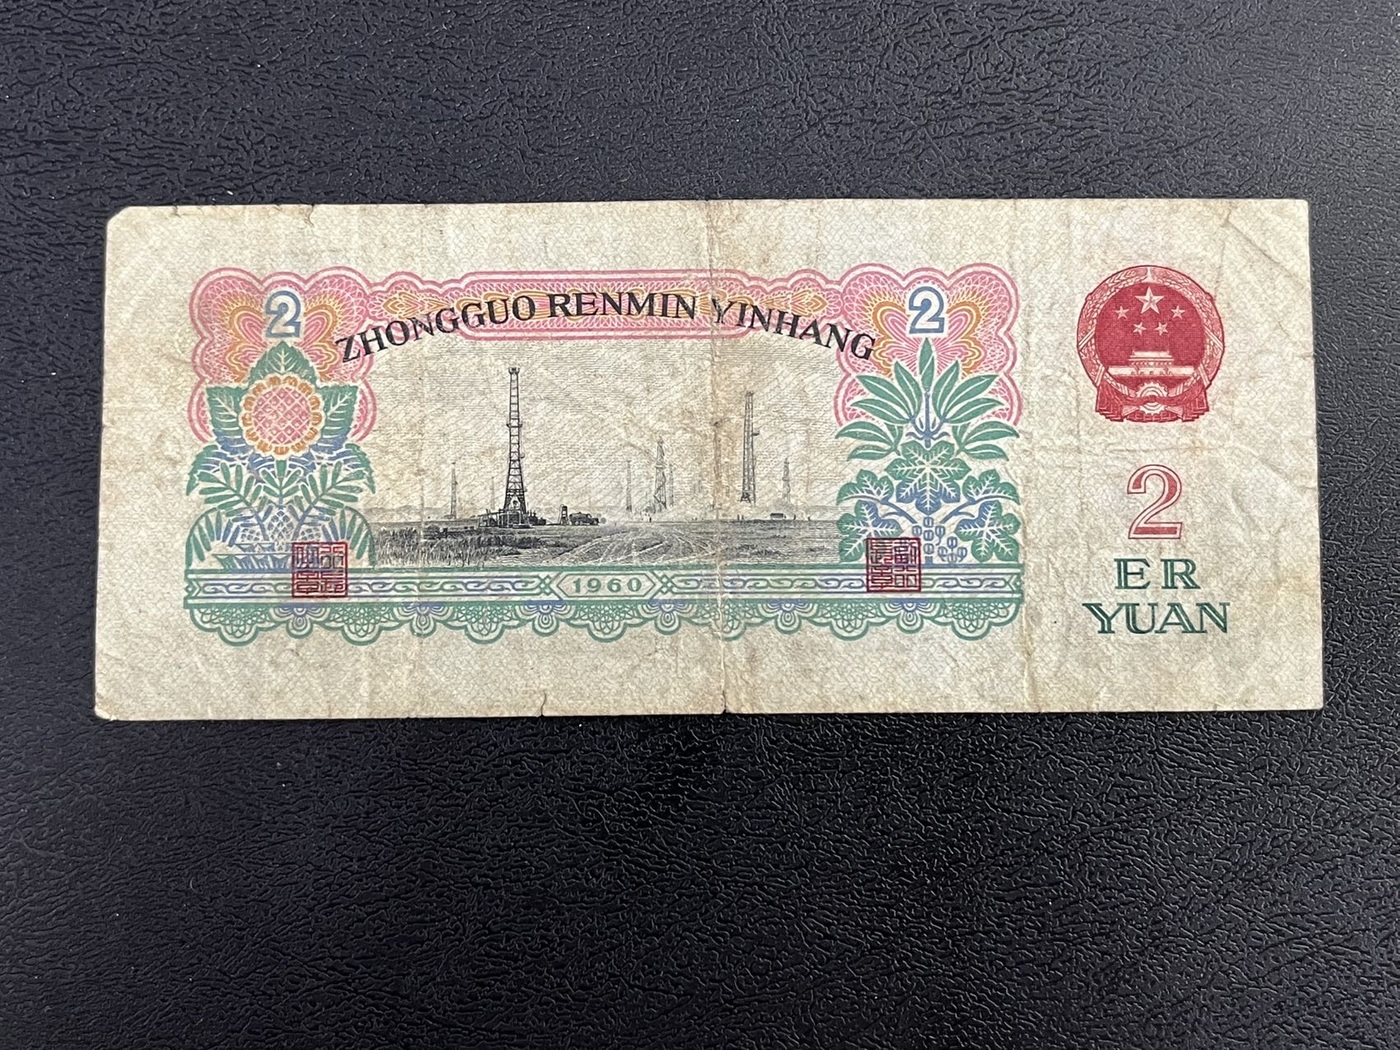 2 2
ZHONGGUO RENMIN YINHANG
2
ER
YUAN
1960